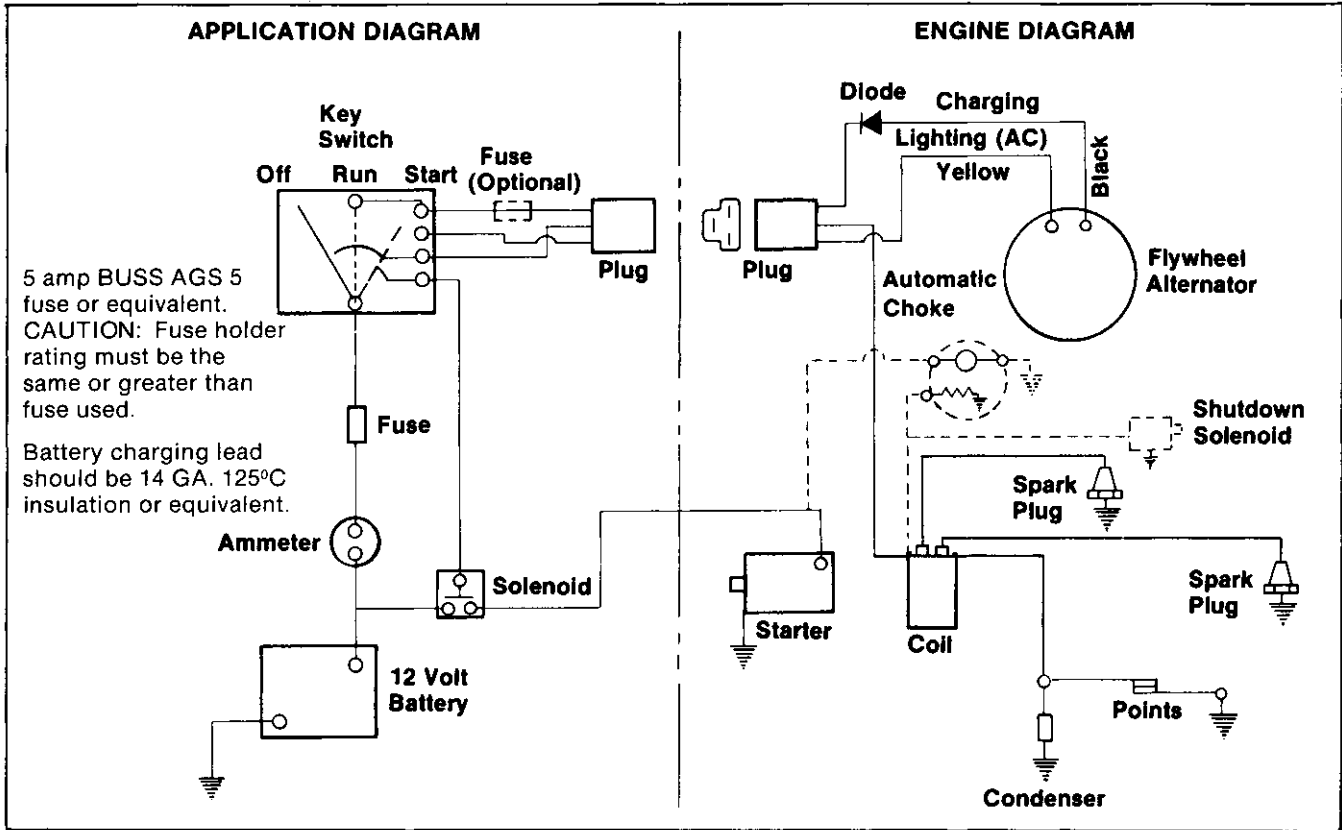 APPLICATION DIAGRAM
ENGINE DIAGRAM
Key
Switch
Off Run Start
Fuse
(Optional)
Plug
5 amp BUSS AGS 5
fuse or equivalent.
CAUTION: Fuse holder
rating must be the
same or greater than
fuse used.
Battery charging lead
should be 14 GA. 125ºC
insulation or equivalent.
Fuse
Ammeter
Solenoid
12 Volt
Battery
Diode
Charging
Lighting (AC)
Yellow
Black
Plug
Flywheel
Alternator
Automatic
Choke
Shutdown
Solenoid
Spark
Plug
Spark
Plug
Starter
Coil
Points
Condenser